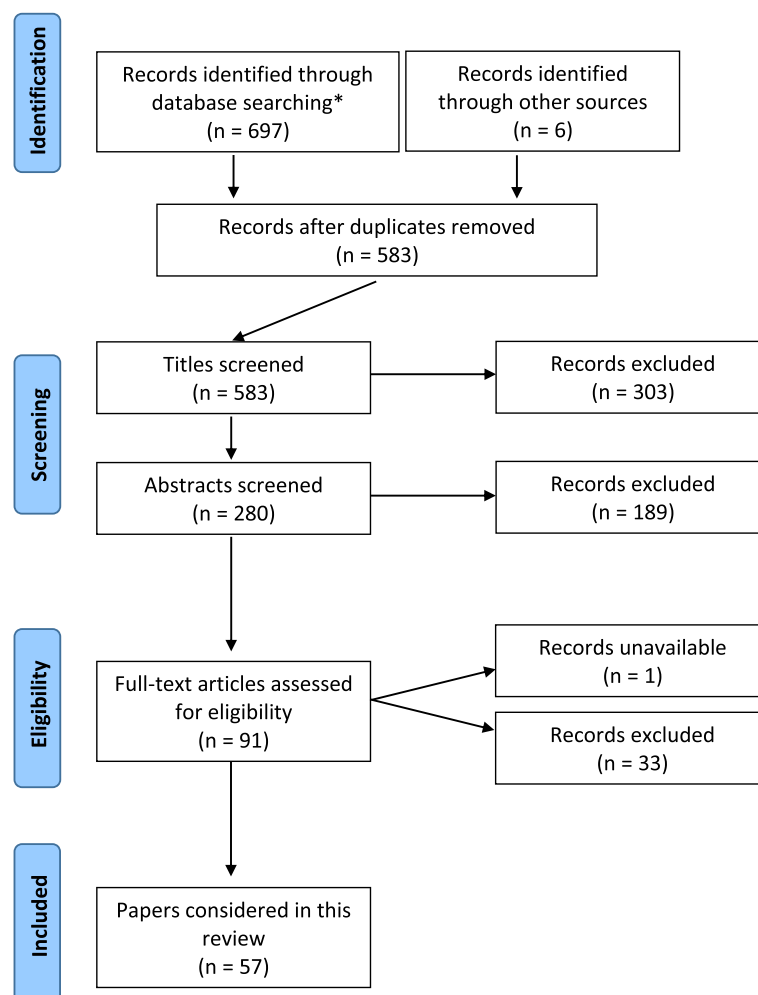 Identification
Records identified through
database searching*
(n = 697)
Records identified
through other sources
(n = 6)
Records after duplicates removed
(n = 583)
Screening
Titles screened
(n = 583)
Records excluded
(n = 303)
Abstracts screened
(n = 280)
Records excluded
(n = 189)
Eligibility
Full-text articles assessed
for eligibility
(n = 91)
Records unavailable
(n = 1)
Records excluded
(n = 33)
Included
Papers considered in this
review
(n = 57)